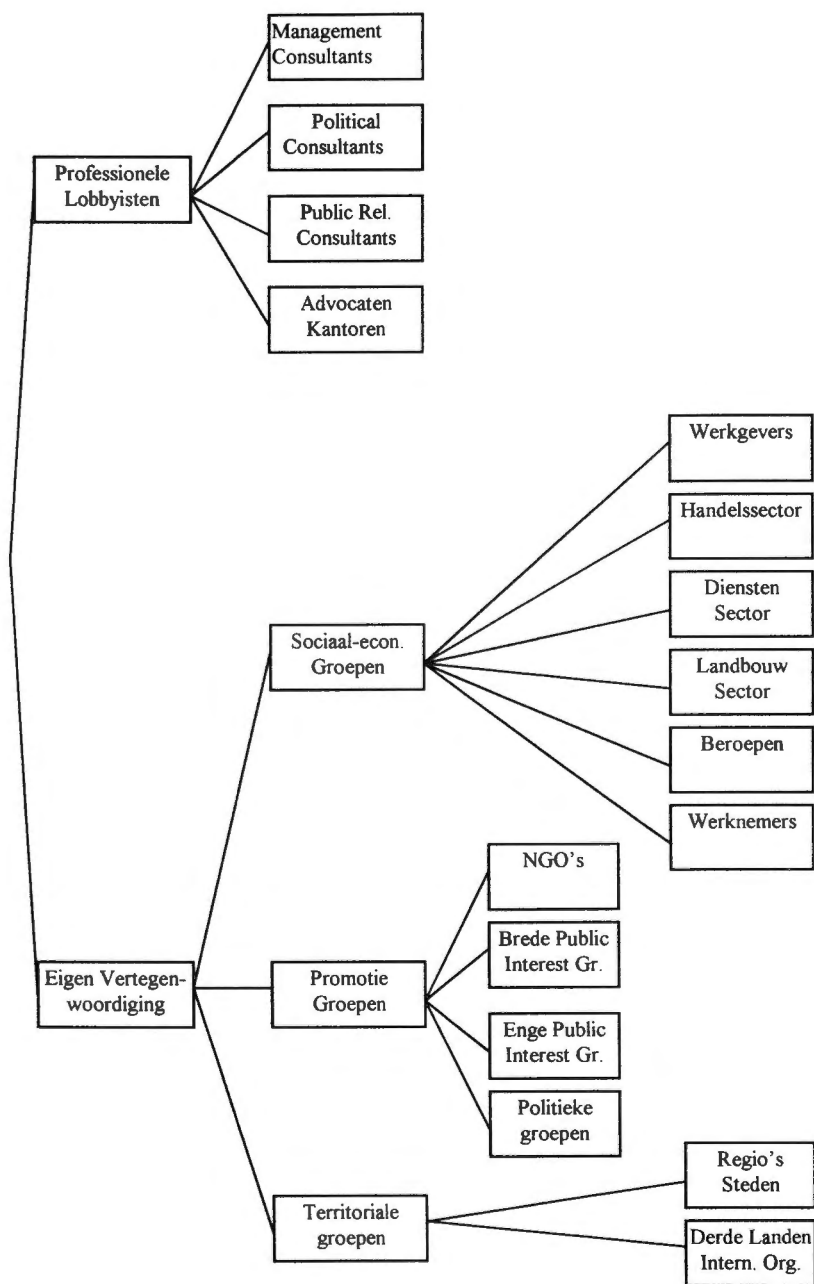 Management
Consultants
Political
Consultants
Professionele
Lobbyisten
Public Rel.
Consultants
Advocaten
Kantoren
Werkgevers
Handelssector
Diensten
Sector
Sociaal-econ.
Groepen
Landbouw
Sector
Beroepen
Werknemers
NGO's
Brede Public
Interest Gr.
Eigen Vertegen-
woordiging
Promotie
Groepen
Enge Public
Interest Gr.
Politieke
groepen
Regio's
Steden
Territoriale
groepen
Derde Landen
Intern. Org.